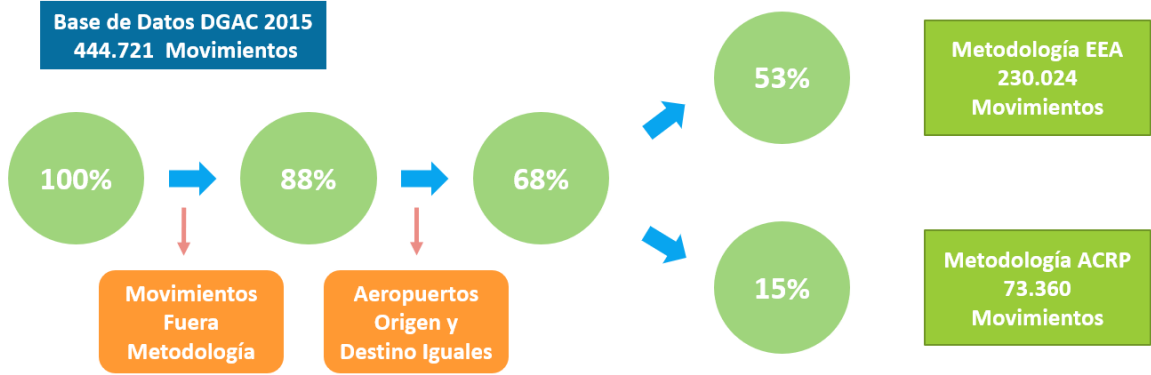 Base de Datos DGAC 2015
444.721 Movimientos
100%
88%
68%
53%
15%
Metodología EEA
230.024
Movimientos
Metodología ACRP
73.360
Movimientos
Movimientos
Fuera
Metodología
Aeropuertos
Origen y
Destino Iguales